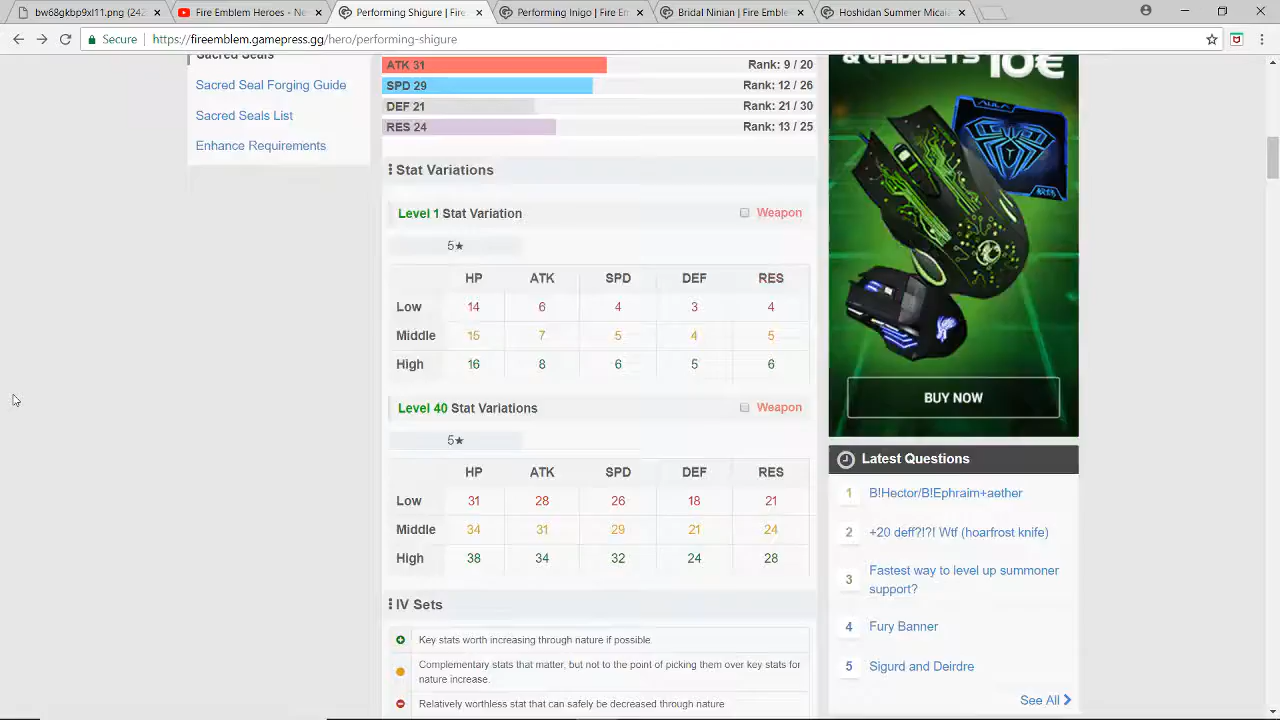 bw68gkbp9x11.png (242
Fire Emblem Heroes - Ne
Performing Shigure | Fire
Performing Inigo | Fire Em
Bridal Ninian | Fire Emble
Hoshidan Summer Micai
Secure
https://fireemblem.gamepress.gg/hero/performing-shigure
Sacred Seals
Sacred Seal Forging Guide
Sacred Seals List
Enhance Requirements
ATK 31 Rank: 9 / 20
SPD 29 Rank: 12 / 26
DEF 21 Rank: 21 / 30
RES 24 Rank: 13 / 25
Stat Variations
Level 1 Stat Variation Weapon
5★
HP ATK SPD DEF RES
Low 14 6 4 3 4
Middle 15 7 5 4 5
High 16 8 6 5 6
Level 40 Stat Variations Weapon
5★
HP ATK SPD DEF RES
Low 31 28 26 18 21
Middle 34 31 29 21 24
High 38 34 32 24 28
IV Sets
Key stats worth increasing through nature if possible.
Complementary stats that matter, but not to the point of picking them over key stats for
nature increase.
Relatively worthless stat that can safely be decreased through nature
& GADGETS 10€
AULA
BUY NOW
Latest Questions
1 B!Hector/B!Ephraim+aether
2 +20 deff?!?! Wtf (hoarfrost knife)
3 Fastest way to level up summoner
support?
4 Fury Banner
5 Sigurd and Deirdre
See All